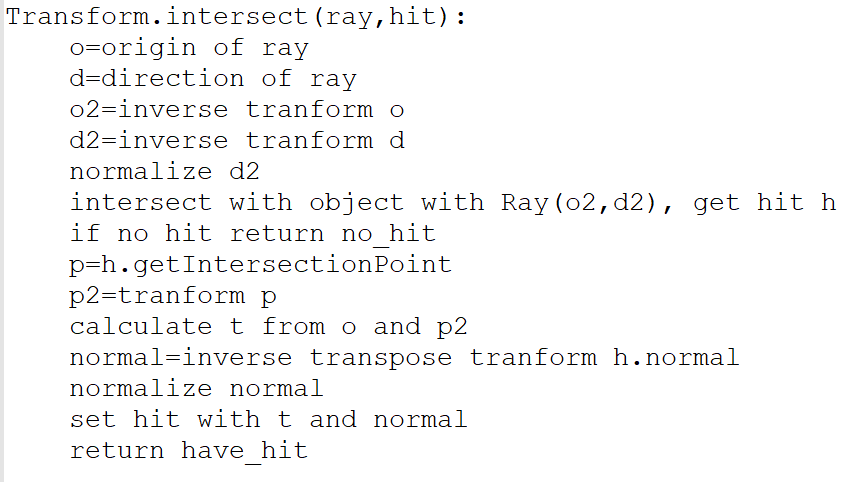 Transform.intersect(ray,hit):
    o=origin of ray
    d=direction of ray
    o2=inverse tranform o
    d2=inverse tranform d
    normalize d2
    intersect with object with Ray(o2,d2), get hit h
    if no hit return no_hit
    p=h.getIntersectionPoint
    p2=tranform p
    calculate t from o and p2
    normal=inverse transpose tranform h.normal
    normalize normal
    set hit with t and normal
    return have_hit